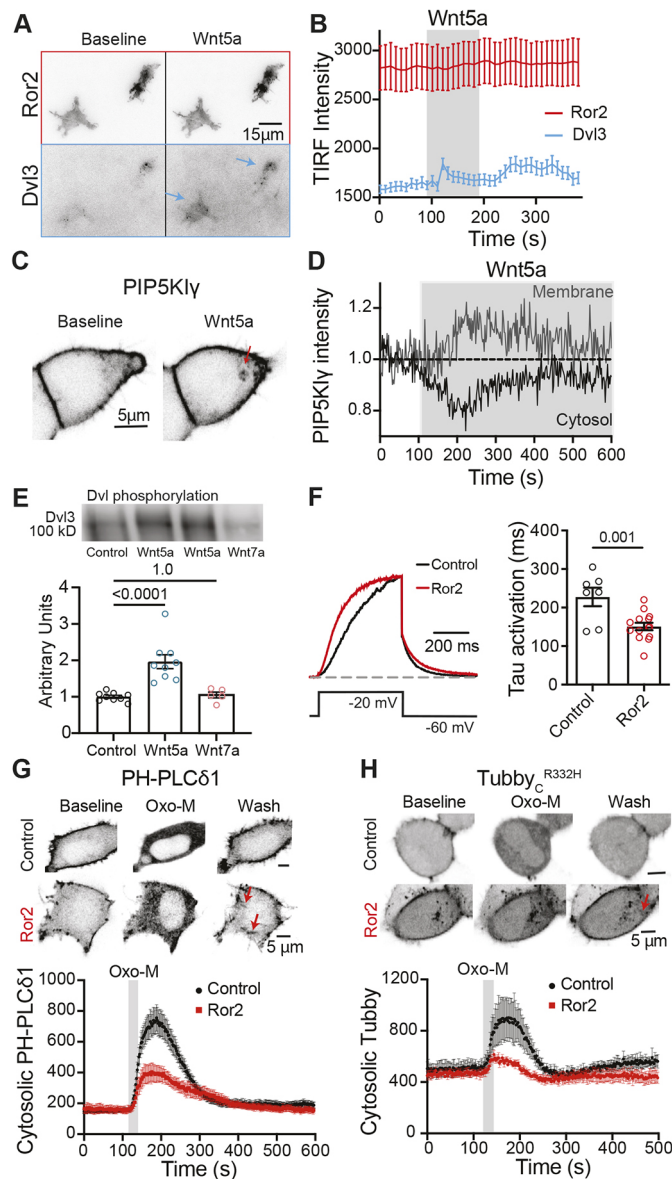 A
Baseline Wnt5a
Ror2
15μm
Dvl3
B
Wnt5a
TIRF Intensity
3000
2500
2000
1500
Ror2
Dvl3
0 100 200 300
Time (s)
C
PIP5KIγ
Baseline Wnt5a
5μm
D
Wnt5a
PIP5KIγ intensity
1.2
1.0
0.8
Membrane
Cytosol
0 100 200 300 400 500 600
Time (s)
E
Dvl phosphorylation
Dvl3
100 kD
Control Wnt5a Wnt5a Wnt7a
1.0
<0.0001
Arbitrary Units
4
3
2
1
0
Control Wnt5a Wnt7a
F
Control
Ror2
200 ms
-20 mV
-60 mV
Tau activation (ms)
0.001
400
300
200
100
0
Control Ror2
G
PH-PLCδ1
Baseline Oxo-M Wash
Control
Ror2
5 μm
Oxo-M
Control
Ror2
Cytosolic PH-PLCδ1
1000
800
600
400
200
0 100 200 300 400 500 600
Time (s)
H
Tubbyc R332H
Baseline Oxo-M Wash
Control
Ror2
5 μm
Oxo-M
Control
Ror2
Cytosolic Tubby
1200
800
400
0
0 100 200 300 400 500
Time (s)